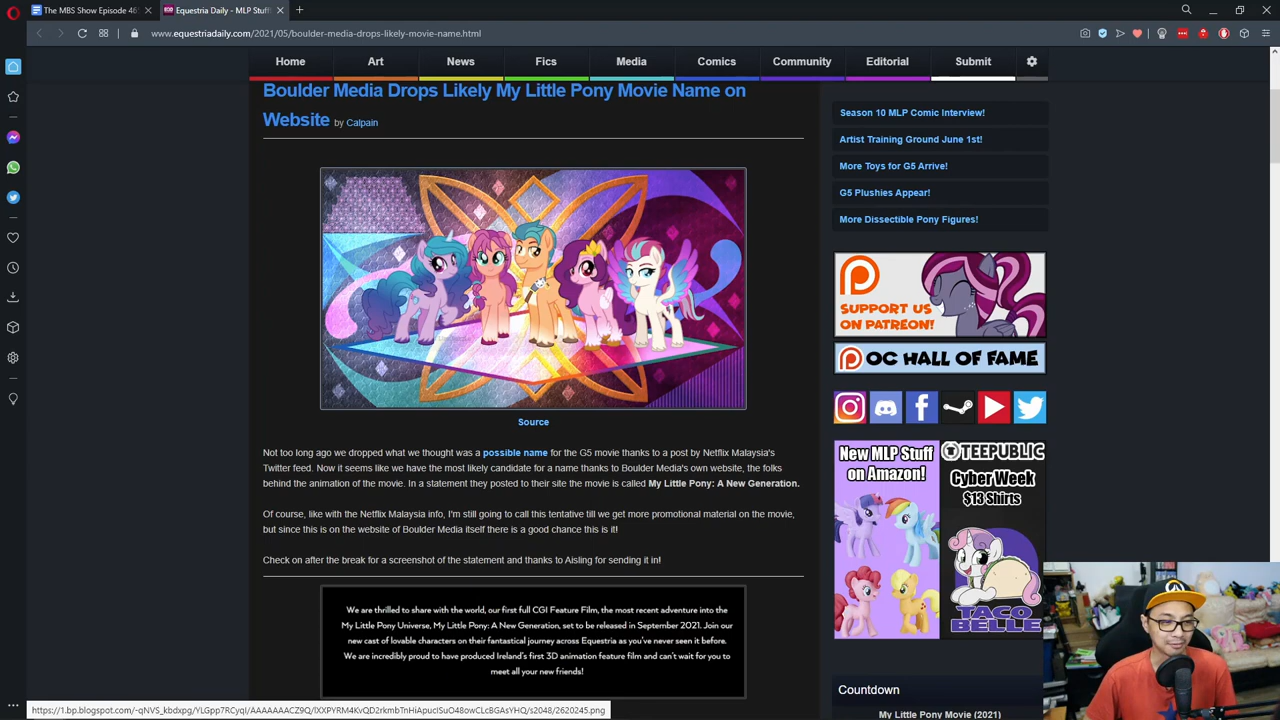 The MBS Show Episode 46
Equestria Daily - MLP Stuf
www.equestriadaily.com/2021/05/boulder-media-drops-likely-movie-name.html
Home
Art
News
Fics
Media
Comics
Community
Editorial
Submit
Boulder Media Drops Likely My Little Pony Movie Name on
Website by Calpain
Source
Not too long ago we dropped what we thought was a possible name for the G5 movie thanks to a post by Netflix Malaysia's
Twitter feed. Now it seems like we have the most likely candidate for a name thanks to Boulder Media's own website, the folks
behind the animation of the movie. In a statement they posted to their site the movie is called My Little Pony: A New Generation.
Of course, like with the Netflix Malaysia info, I'm still going to call this tentative till we get more promotional material on the movie,
but since this is on the website of Boulder Media itself there is a good chance this is it!
Check on after the break for a screenshot of the statement and thanks to Aisling for sending it in!
We are thrilled to share with the world, our first full CGI Feature Film, the most recent adventure into the
My Little Pony Universe, My Little Pony: A New Generation, set to be released in September 2021. Join our
new cast of lovable characters on their fantastical journey across Equestria as you've never seen it before.
We are incredibly proud to have produced Ireland's first 3D animation feature film and can't wait for you to
meet all your new friends!
Season 10 MLP Comic Interview!
Artist Training Ground June 1st!
More Toys for G5 Arrive!
G5 Plushies Appear!
More Dissectible Pony Figures!
SUPPORT US
ON PATREON!
OC HALL OF FAME
New MLP Stuff
on Amazon!
TEEPUBLIC
Cyber Week
$13 Shirts
TACO
BELLE
Countdown
My Little Pony Movie (2021)